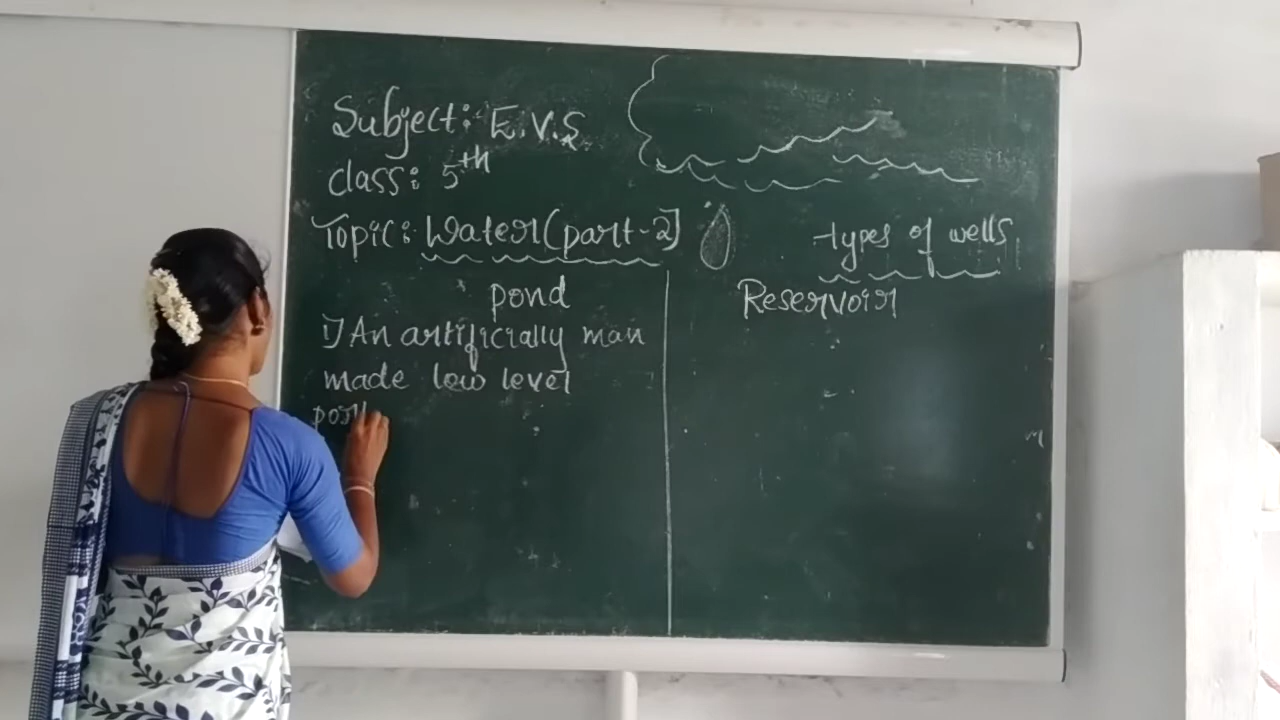 Subject: E.V.S
class: 5th
Topic: Water (part-2]
types of wells
pond
1) An artificially man
made low level
Reservoir